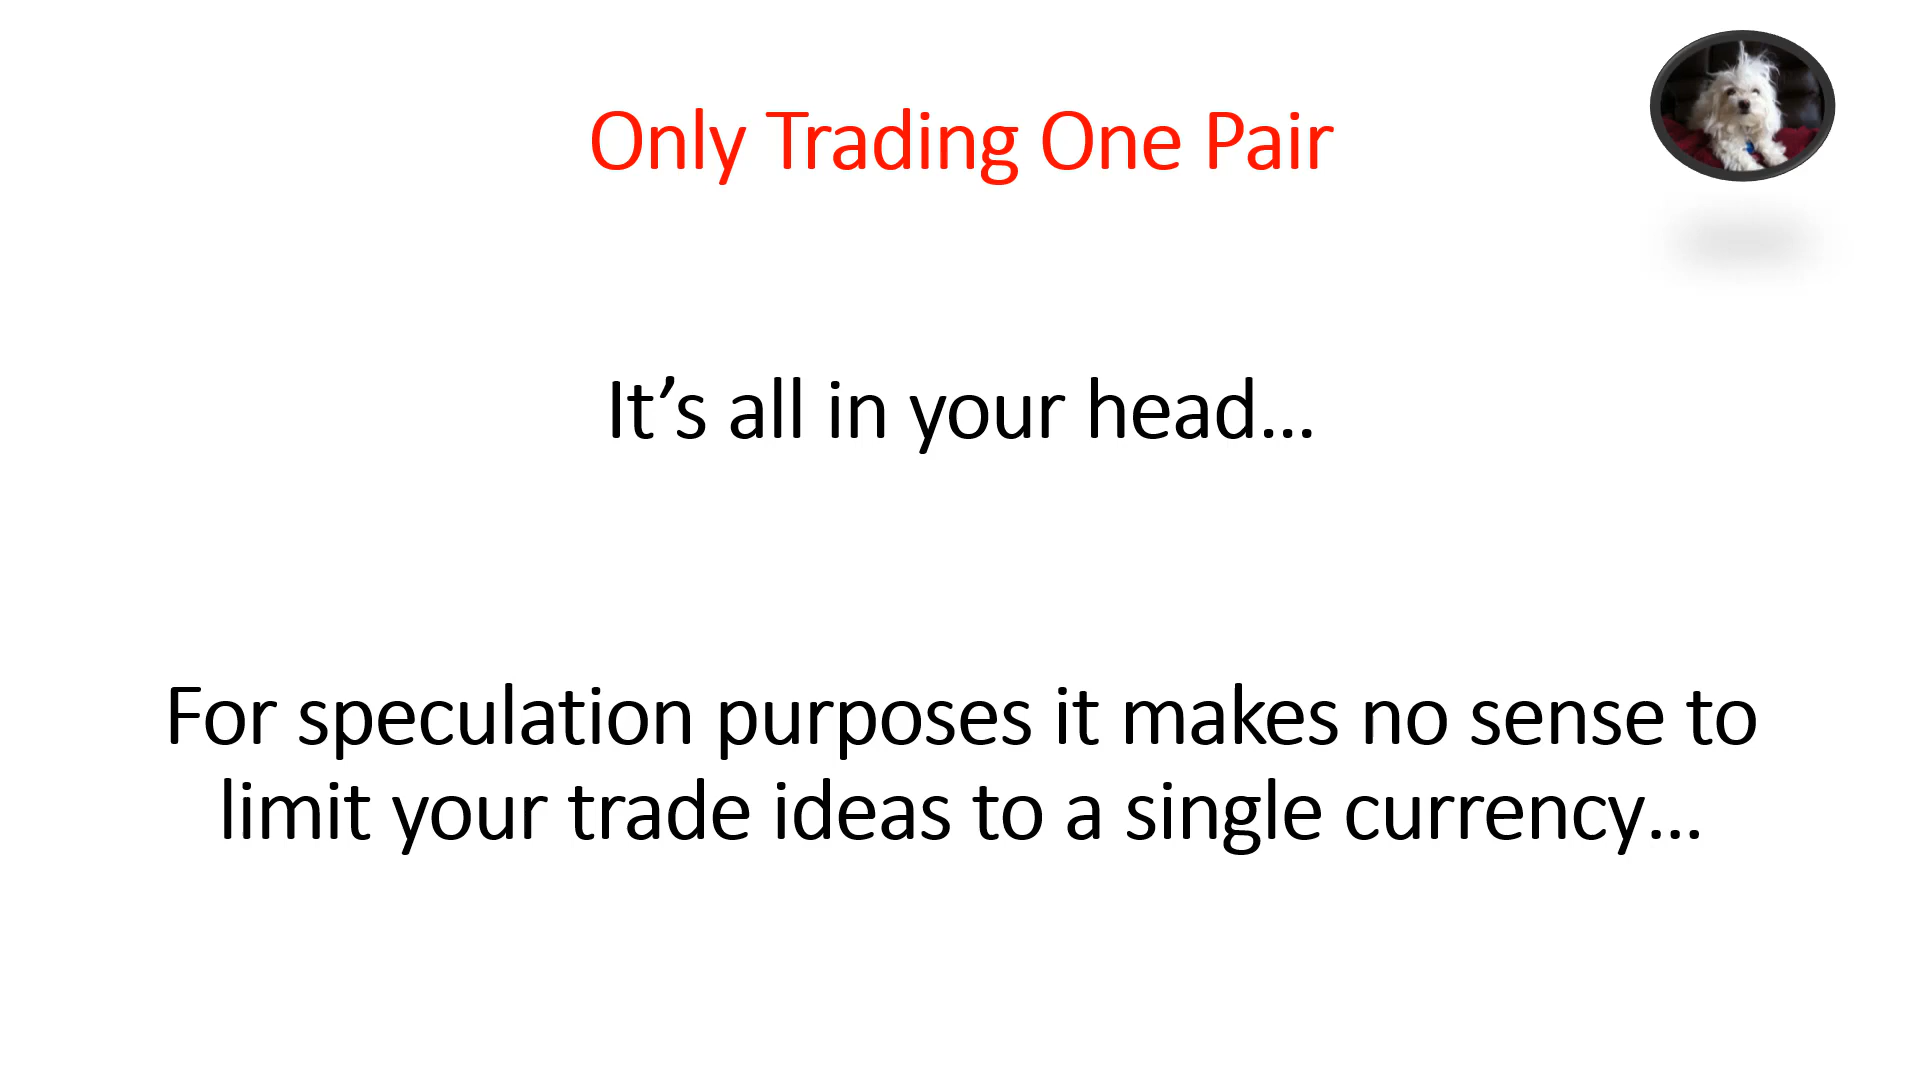 Only Trading One Pair
It’s all in your head…
For speculation purposes it makes no sense to
limit your trade ideas to a single currency…